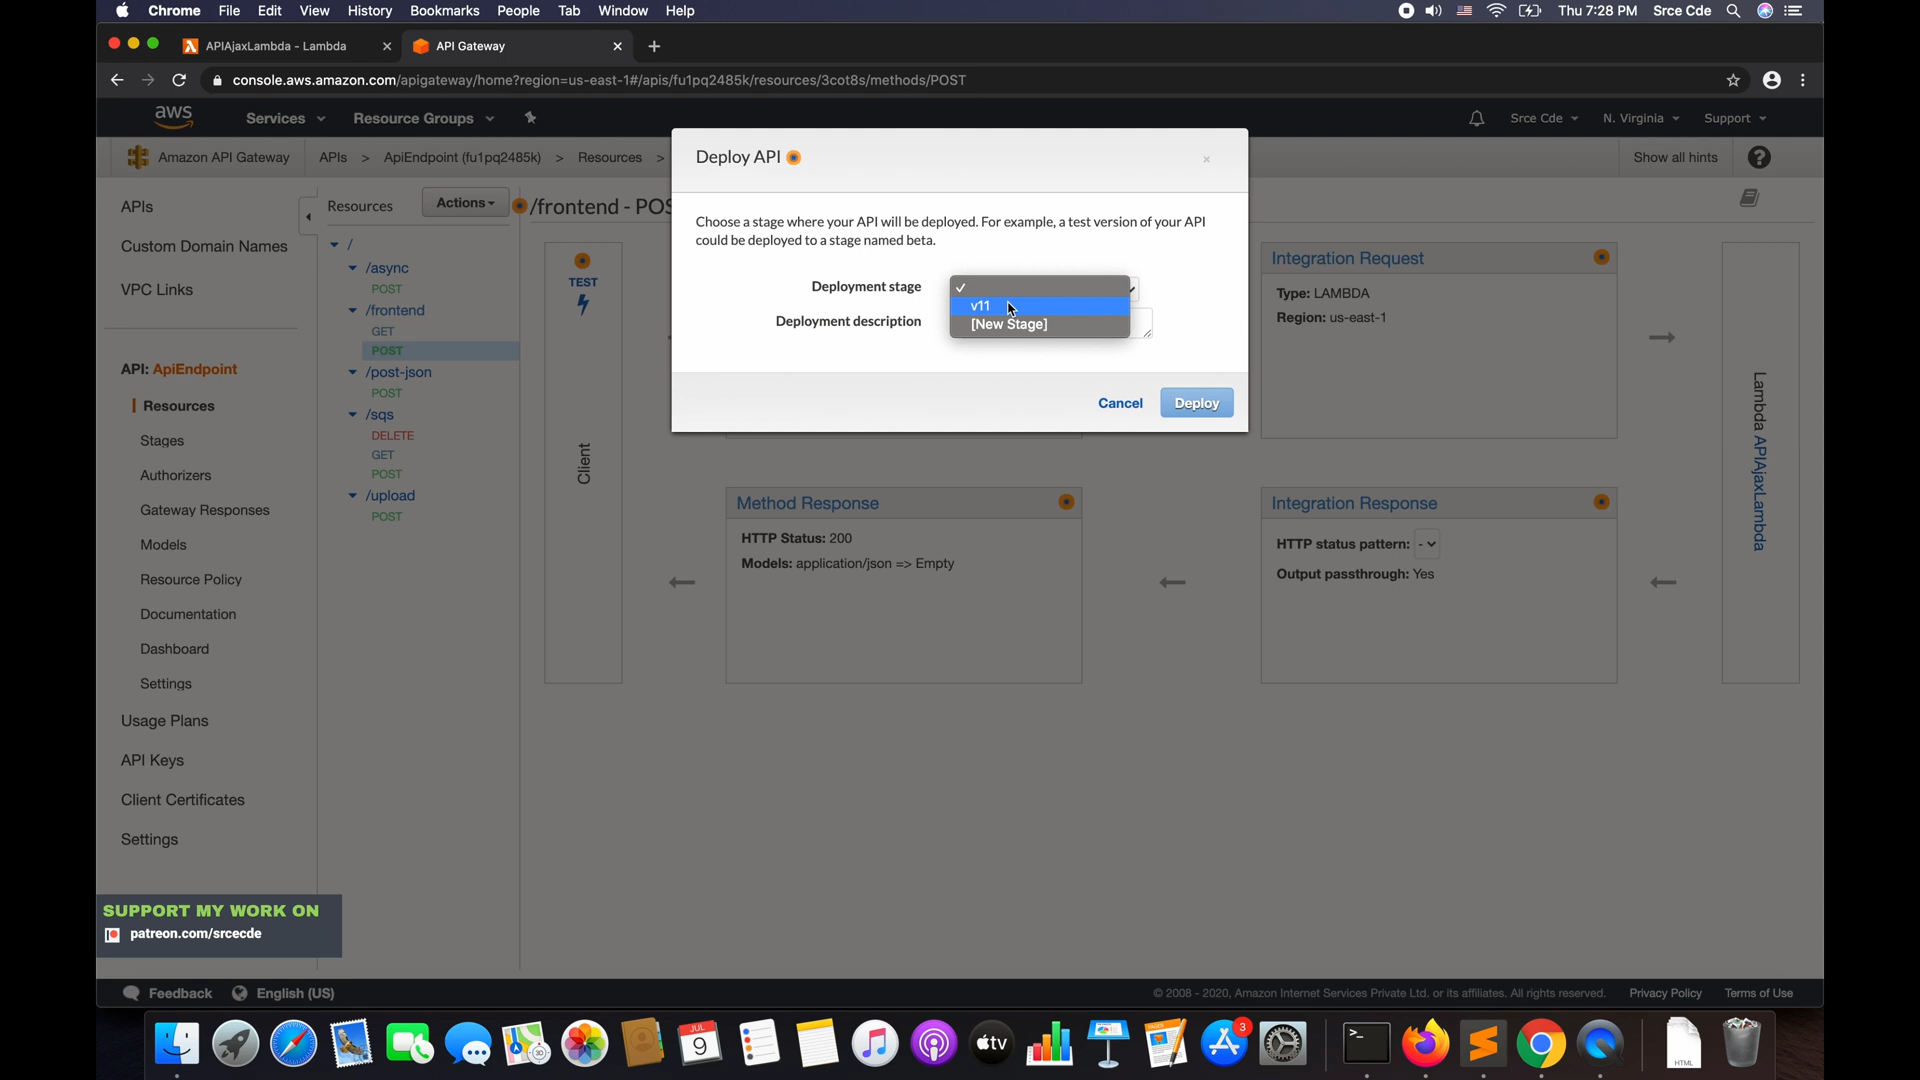 Chrome File Edit View History Bookmarks People Tab Window Help
Thu 7:28 PM Srce Cde
APIAjaxLambda - Lambda
API Gateway
console.aws.amazon.com/apigateway/home?region=us-east-1#/apis/fu1pq2485k/resources/3cot8s/methods/POST
aws Services Resource Groups
Srce Cde N. Virginia Support
Amazon API Gateway APIs > ApiEndpoint (fu1pq2485k) > Resources >
Show all hints
Deploy API
Choose a stage where your API will be deployed. For example, a test version of your API
could be deployed to a stage named beta.
Deployment stage
v11
[New Stage]
Deployment description
Cancel Deploy
APIs
Custom Domain Names
VPC Links
API: ApiEndpoint
Resources
Stages
Authorizers
Gateway Responses
Models
Resource Policy
Documentation
Dashboard
Settings
Usage Plans
API Keys
Client Certificates
Settings
Resources Actions
/
/async
POST
/frontend
GET
POST
/post-json
POST
/sqs
DELETE
GET
POST
/upload
POST
/frontend - POS
TEST
Client
Integration Request
Type: LAMBDA
Region: us-east-1
Method Response
HTTP Status: 200
Models: application/json => Empty
Integration Response
HTTP status pattern: -
Output passthrough: Yes
Lambda APIAjaxLambda
SUPPORT MY WORK ON
patreon.com/srcecde
Feedback English (US)
© 2008 - 2020, Amazon Internet Services Private Ltd. or its affiliates. All rights reserved. Privacy Policy Terms of Use
JUL
9
3D
tv
PAGES
3
>_
HTML